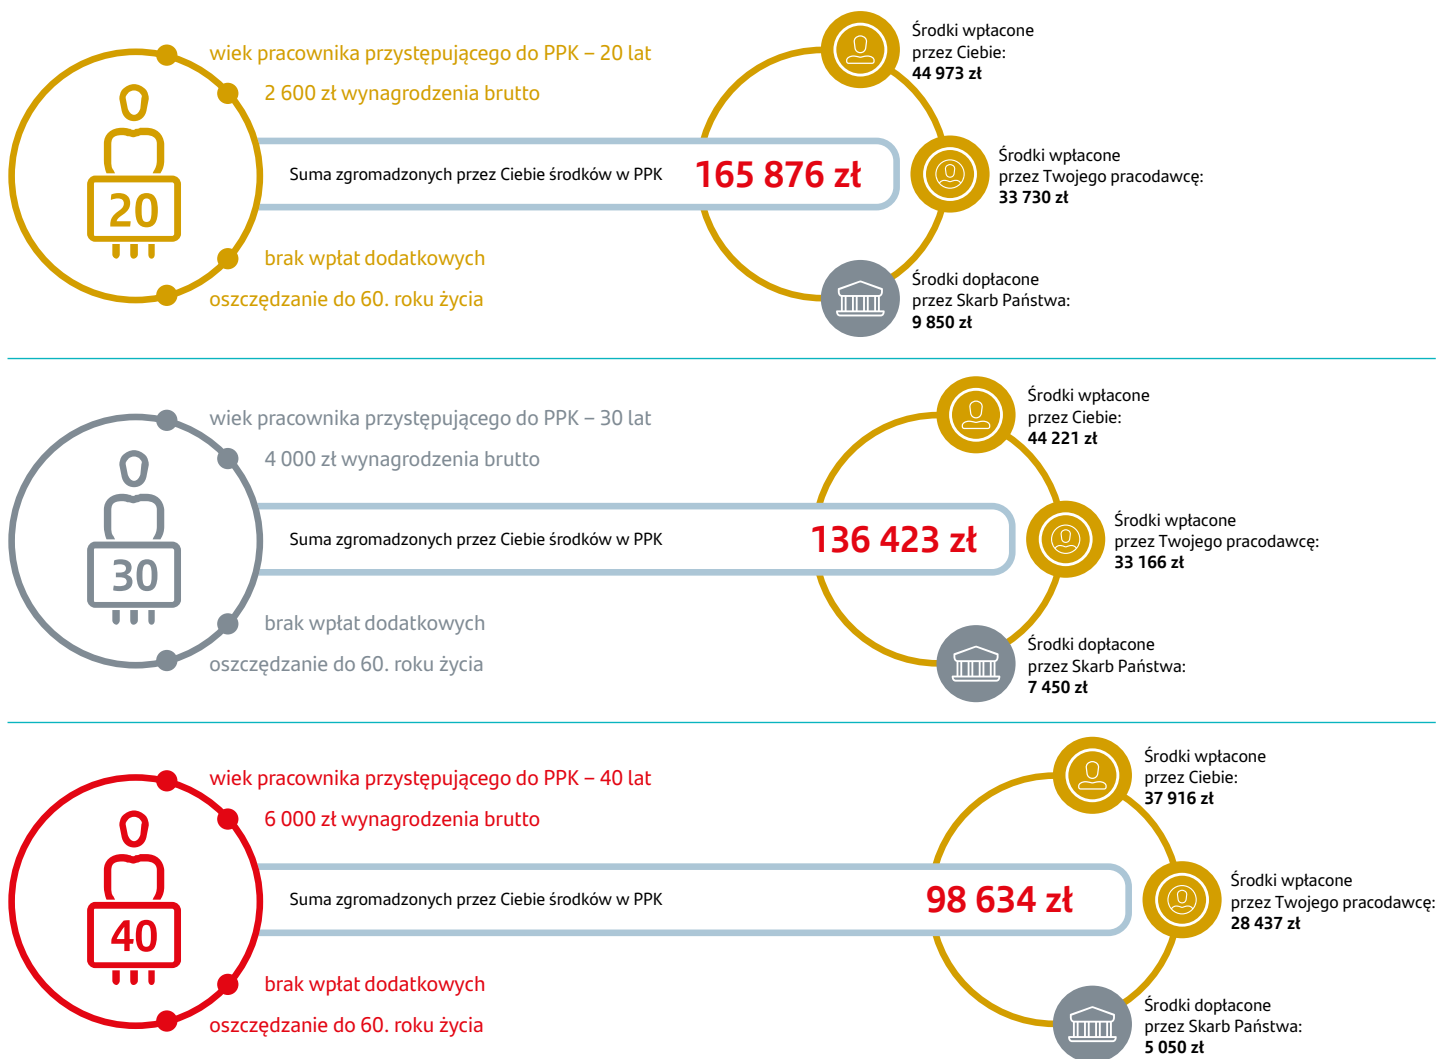 wiek pracownika przystępującego do PPK – 20 lat
2 600 zł wynagrodzenia brutto
20
Suma zgromadzonych przez Ciebie środków w PPK
165 876 zł
brak wpłat dodatkowych
oszczędzanie do 60. roku życia
Środki wpłacone
przez Ciebie:
44 973 zł
Środki wpłacone
przez Twojego pracodawcę:
33 730 zł
Środki dopłacone
przez Skarb Państwa:
9 850 zł
wiek pracownika przystępującego do PPK – 30 lat
4 000 zł wynagrodzenia brutto
30
Suma zgromadzonych przez Ciebie środków w PPK
136 423 zł
brak wpłat dodatkowych
oszczędzanie do 60. roku życia
Środki wpłacone
przez Ciebie:
44 221 zł
Środki wpłacone
przez Twojego pracodawcę:
33 166 zł
Środki dopłacone
przez Skarb Państwa:
7 450 zł
wiek pracownika przystępującego do PPK – 40 lat
6 000 zł wynagrodzenia brutto
40
Suma zgromadzonych przez Ciebie środków w PPK
98 634 zł
brak wpłat dodatkowych
oszczędzanie do 60. roku życia
Środki wpłacone
przez Ciebie:
37 916 zł
Środki wpłacone
przez Twojego pracodawcę:
28 437 zł
Środki dopłacone
przez Skarb Państwa:
5 050 zł